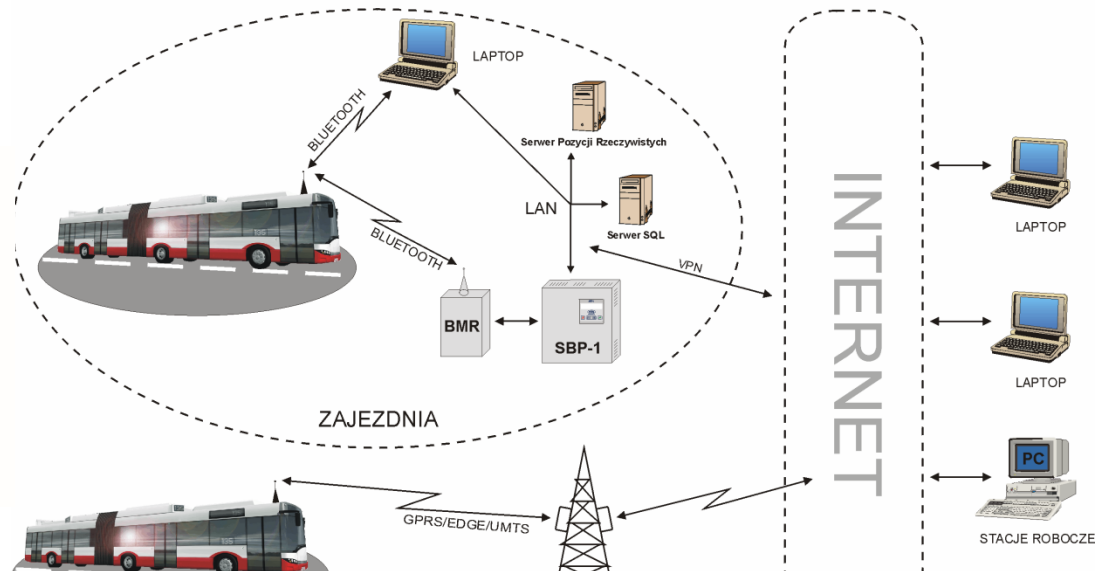 LAPTOP
BLUETOOTH
Serwer Pozycji Rzeczywistych
LAN
Serwer SQL
BLUETOOTH
VPN
BMR
SBP-1
ZAJEZDNIA
INTERNET
LAPTOP
LAPTOP
PC
STACJE ROBOCZE
GPRS/EDGE/UMTS